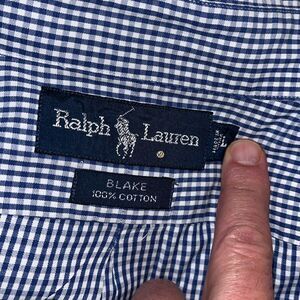 Ralph Lauren
®
L
BLAKE
100% COTTON